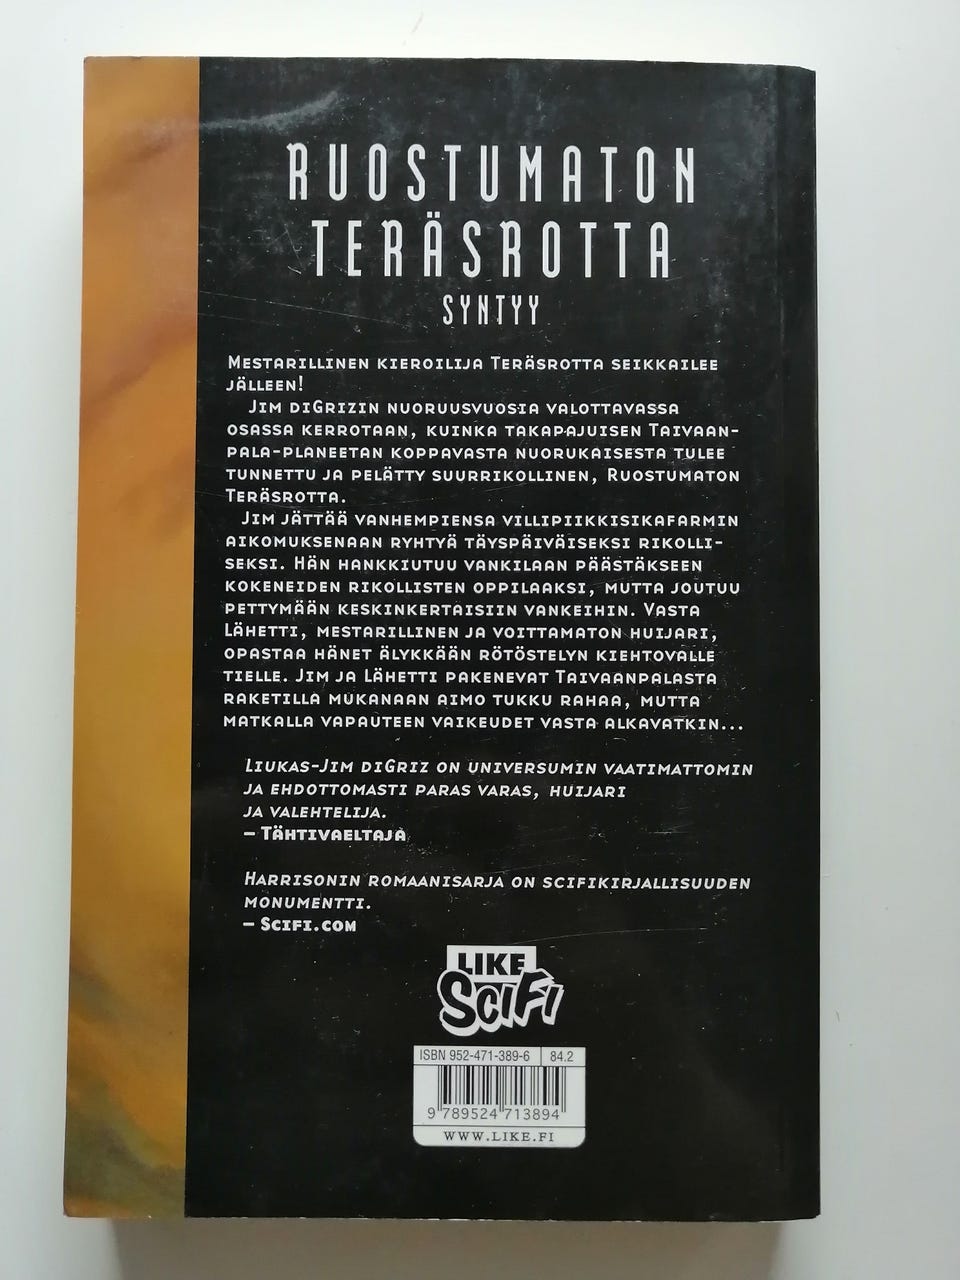 RUOSTUMATON
TERÄSROTTA
SYNTYY
Mestarillinen kieroilija Teräsrotta seikkailee
jälleen!
Jim diGrizin nuoruusvuosia valottavassa
osassa kerrotaan, kuinka takapajuisen Taivaan-
pala-planeetan koppavasta nuorukaisesta tulee
tunnettu ja pelätty suurrikollinen, Ruostumaton
Teräsrotta.
Jim jättää vanhempiensa villipiikkisikafarmin
aikomuksenaan ryhtyä täyspäiväiseksi rikolli-
seksi. Hän hankkiutuu vankilaan päästäkseen
kokeneiden rikollisten oppilaaksi, mutta joutuu
pettymään keskinkertaisiin vankeihin. Vasta
Lähetti, mestarillinen ja voittamaton huijari,
opastaa hänet älykkään rötöstelyn kiehtovalle
tielle. Jim ja Lähetti pakenevat Taivaanpalasta
raketilla mukanaan aimo tukku rahaa, mutta
matkalla vapauteen vaikeudet vasta alkavatkin...
Liukas-Jim diGriz on universumin vaatimattomin
ja ehdottomasti paras varas, huijari
ja valehtelija.
– Tähtivaeltaja
Harrisonin romaanisarja on scifikirjallisuuden
monumentti.
– Scifi.com
LIKE
SCIFI
ISBN 952-471-389-6 84.2
9 789524 713894
WWW.LIKE.FI